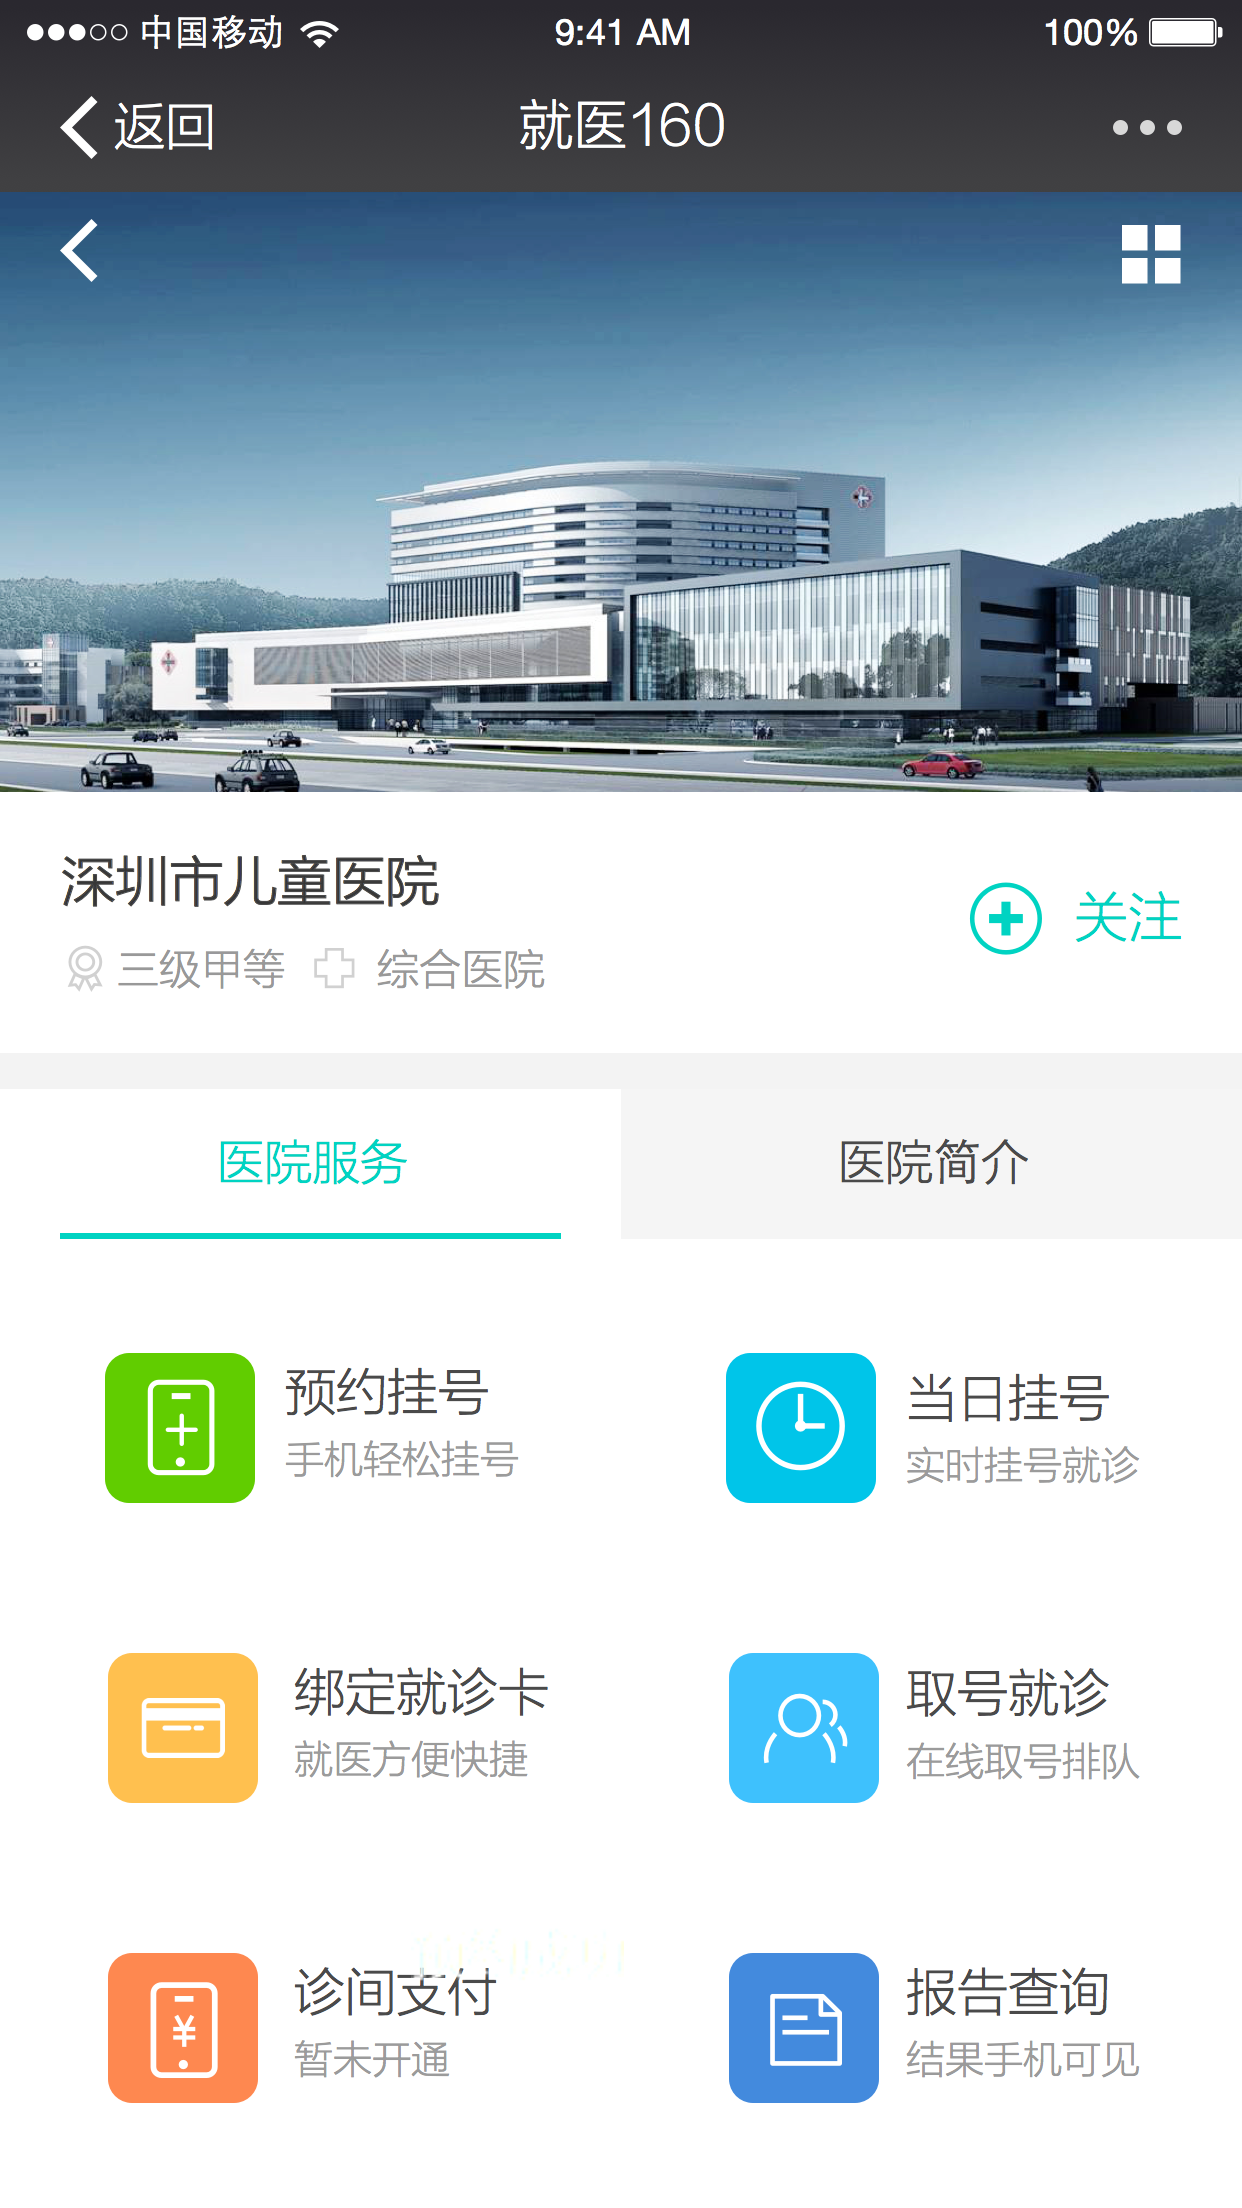 中国移动 9:41 AM 100%
返回 就医160
深圳市儿童医院
关注
三级甲等 综合医院
医院服务 医院简介
预约挂号 当日挂号
手机轻松挂号 实时挂号就诊
绑定就诊卡 取号就诊
就医方便快捷 在线取号排队
诊间支付 报告查询
暂未开通 结果手机可见